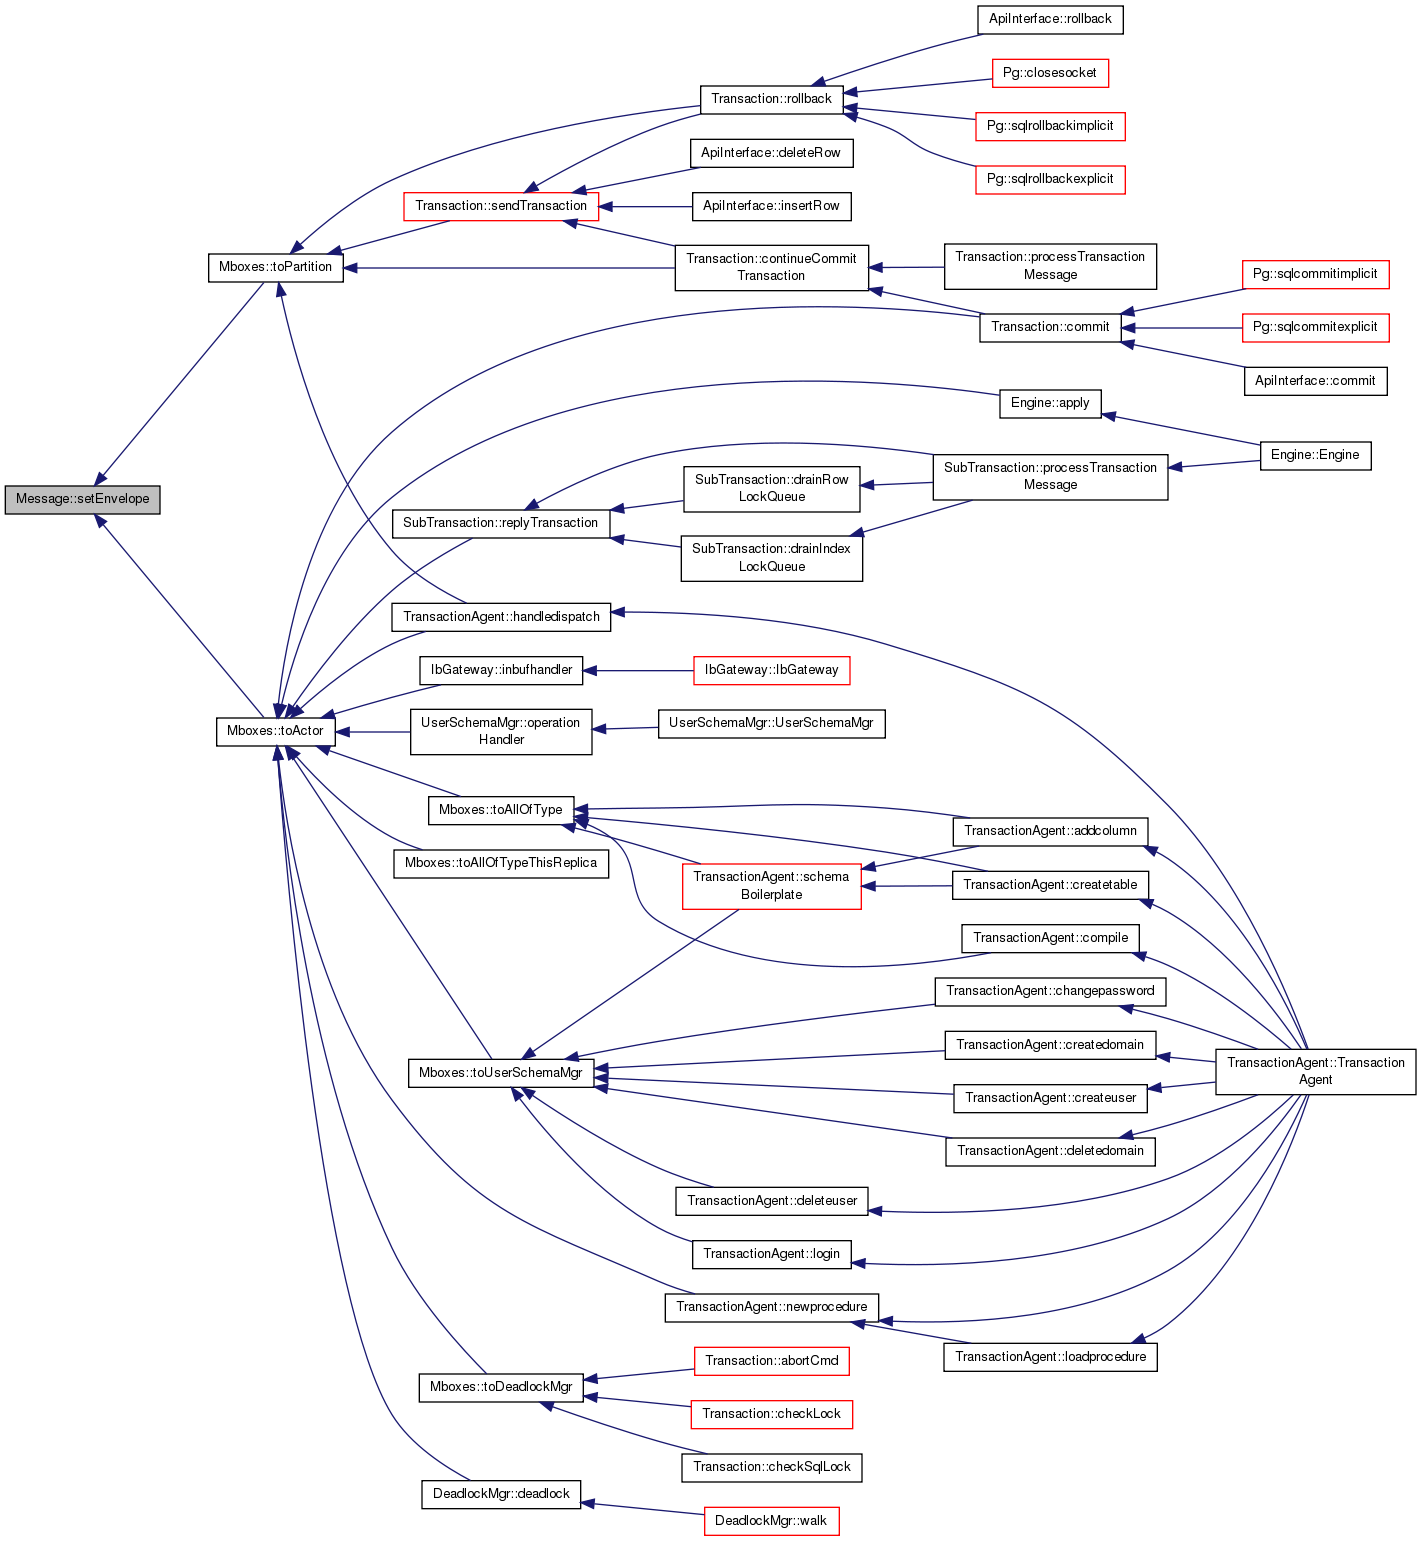 ApiInterface::rollback
Pg::closesocket
Transaction::rollback
Pg::sqlrollbackimplicit
ApiInterface::deleteRow
Pg::sqlrollbackexplicit
Transaction::sendTransaction
ApiInterface::insertRow
Mboxes::toPartition
Transaction::continueCommit
Transaction
Transaction::processTransaction
Message
Pg::sqlcommitimplicit
Transaction::commit
Pg::sqlcommitexplicit
ApiInterface::commit
Engine::apply
Engine::Engine
Message::setEnvelope
SubTransaction::replyTransaction
SubTransaction::drainRow
LockQueue
SubTransaction::processTransaction
Message
SubTransaction::drainIndex
LockQueue
TransactionAgent::handledispatch
IbGateway::inbufhandler
IbGateway::IbGateway
Mboxes::toActor
UserSchemaMgr::operation
Handler
UserSchemaMgr::UserSchemaMgr
Mboxes::toAllOfType
TransactionAgent::addcolumn
Mboxes::toAllOfTypeThisReplica
TransactionAgent::schema
Boilerplate
TransactionAgent::createtable
TransactionAgent::compile
TransactionAgent::changepassword
TransactionAgent::createdomain
Mboxes::toUserSchemaMgr
TransactionAgent::Transaction
Agent
TransactionAgent::createuser
TransactionAgent::deletedomain
TransactionAgent::deleteuser
TransactionAgent::login
TransactionAgent::newprocedure
TransactionAgent::loadprocedure
Transaction::abortCmd
Mboxes::toDeadlockMgr
Transaction::checkLock
Transaction::checkSqlLock
DeadlockMgr::deadlock
DeadlockMgr::walk